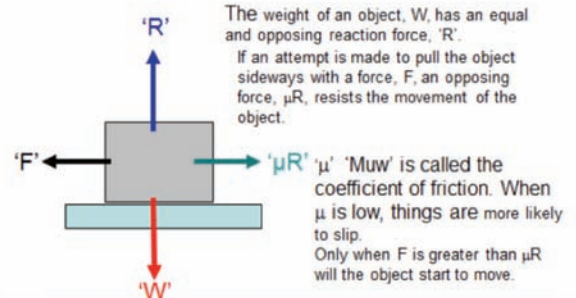 'R'
The weight of an object, W, has an equal
and opposing reaction force, 'R'.
If an attempt is made to pull the object
sideways with a force, F, an opposing
force, μR, resists the movement of the
object.
'F'
'μR'
'μ' 'Muw' is called the
coefficient of friction. When
μ is low, things are more likely
to slip.
Only when F is greater than μR
will the object start to move.
'W'